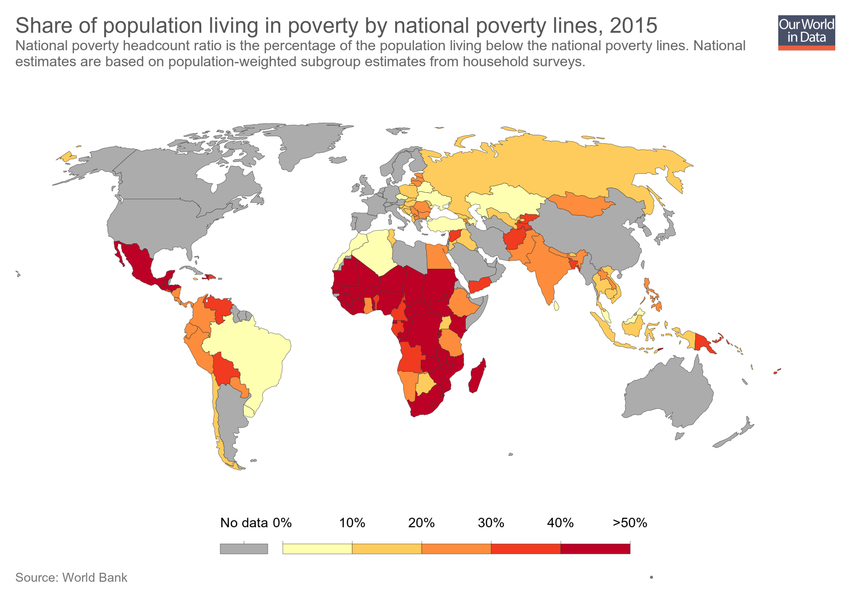 Share of population living in poverty by national poverty lines, 2015
Our World
in Data
National poverty headcount ratio is the percentage of the population living below the national poverty lines. National
estimates are based on population-weighted subgroup estimates from household surveys.
No data 0% 10% 20% 30% 40% >50%
Source: World Bank